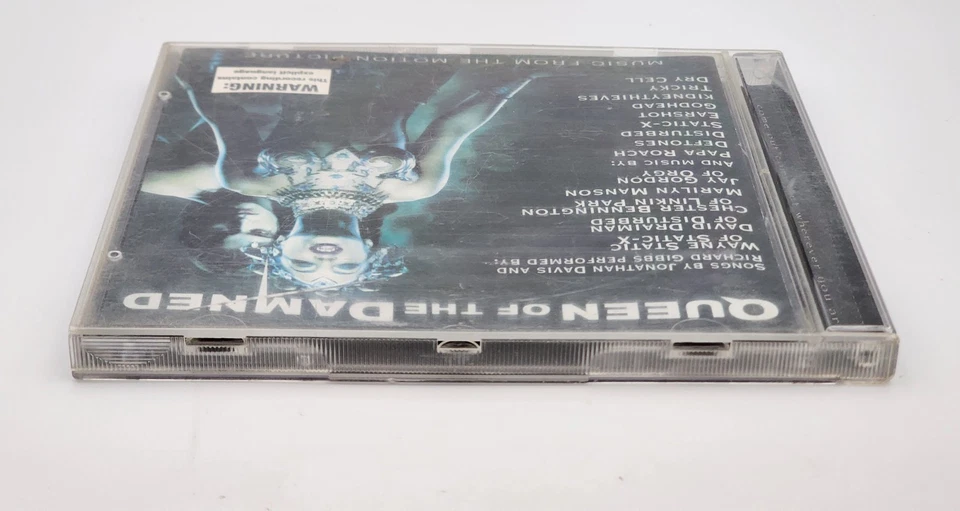 QUEEN OF THE DAMNED
SONGS BY JONATHAN DAVIS AND
RICHARD GIBBS PERFORMED BY:
WAYNE STATIC
OF STATIC-X
DAVID DRAIMAN
OF DISTURBED
CHESTER BENNINGTON
OF LINKIN PARK
MARILYN MANSON
JAY GORDON
OF ORGY
AND MUSIC BY:
PAPA ROACH
DEFTONES
DISTURBED
STATIC-X
EARSHOT
GODHEAD
KIDNEYTHIEVES
TRICKY
DRY CELL
WARNING:
This recording contains
explicit language
MUSIC FROM THE MOTION PICTURE
wherever you ar